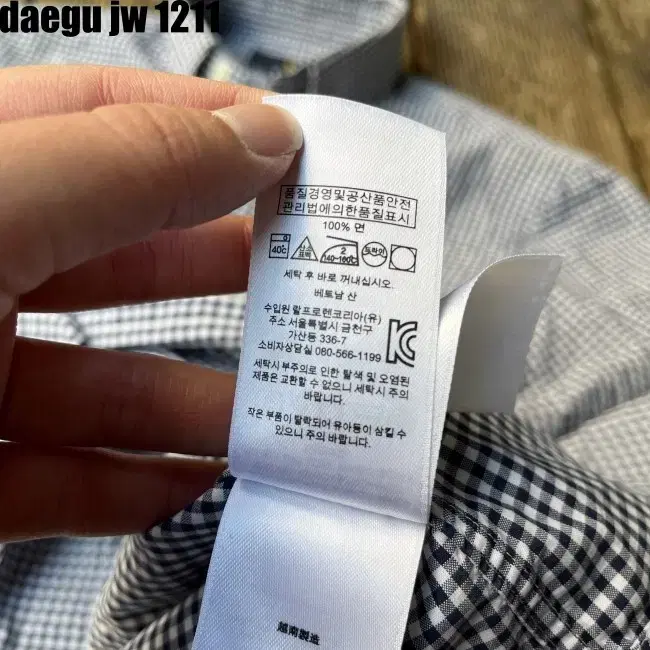 daegu jw 1211
품질경영및공산품안전
관리법에의한품질표시
100% 면
40℃ 산소 표백 2 140~160℃ 드라이
세탁 후 바로 꺼내십시오.
베트남 산
수입원 랄프로렌코리아(유)
주소 서울특별시 금천구
가산동 336-7
소비자상담실 080-566-1199
세탁시 부주의로 인한 탈색 및 오염된
제품은 교환할 수 없으니 세탁시 주의
바랍니다.
작은 부품이 탈락되어 유아등이 삼킬 수
있으니 주의 바랍니다.
越南製造